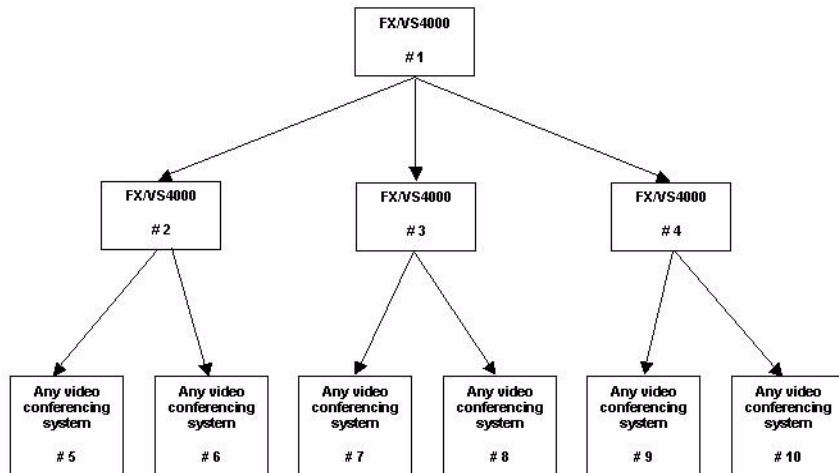 FX/VS4000
# 1
FX/VS4000
# 2
FX/VS4000
# 3
FX/VS4000
# 4
Any video
conferencing
system
# 5
Any video
conferencing
system
# 6
Any video
conferencing
system
# 7
Any video
conferencing
system
# 8
Any video
conferencing
system
# 9
Any video
conferencing
system
# 10